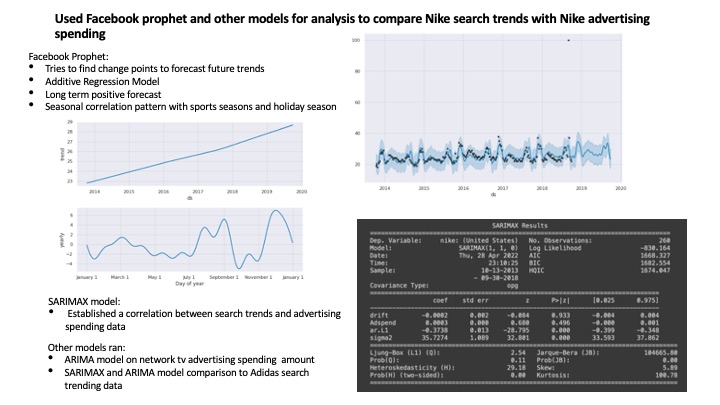 Used Facebook prophet and other models for analysis to compare Nike search trends with Nike advertising
spending
Facebook Prophet:
• Tries to find change points to forecast future trends
• Additive Regression Model
• Long term positive forecast
• Seasonal correlation pattern with sports seasons and holiday season
29
28
27
26
25
24
23
trend
2014 2015 2016 2017 2018 2019 2020
ds
6
4
2
0
−2
−4
yearly
January 1 March 1 May 1 July 1 September 1 November 1 January 1
Day of year
SARIMAX model:
• Established a correlation between search trends and advertising
spending data
Other models ran:
• ARIMA model on network tv advertising spending amount
• SARIMAX and ARIMA model comparison to Adidas search
trending data
100
80
60
40
20
2014 2015 2016 2017 2018 2019 2020
ds
SARIMAX Results
Dep. Variable: nike: (United States) No. Observations: 260
Model: SARIMAX(1, 1, 0) Log Likelihood -830.164
Date: Thu, 28 Apr 2022 AIC 1668.327
Time: 23:10:25 BIC 1682.554
Sample: 10-13-2013 HQIC 1674.047
- 09-30-2018
Covariance Type: opg
coef std err z P>|z| [0.025 0.975]
drift -0.0002 0.002 -0.084 0.933 -0.004 0.004
Adspend 0.0003 0.000 0.680 0.496 -0.000 0.001
ar.L1 -0.3738 0.013 -28.795 0.000 -0.399 -0.348
sigma2 35.7274 1.089 32.801 0.000 33.593 37.862
Ljung-Box (L1) (Q): 2.54 Jarque-Bera (JB): 104665.80
Prob(Q): 0.11 Prob(JB): 0.00
Heteroskedasticity (H): 29.18 Skew: 5.89
Prob(H) (two-sided): 0.00 Kurtosis: 100.78